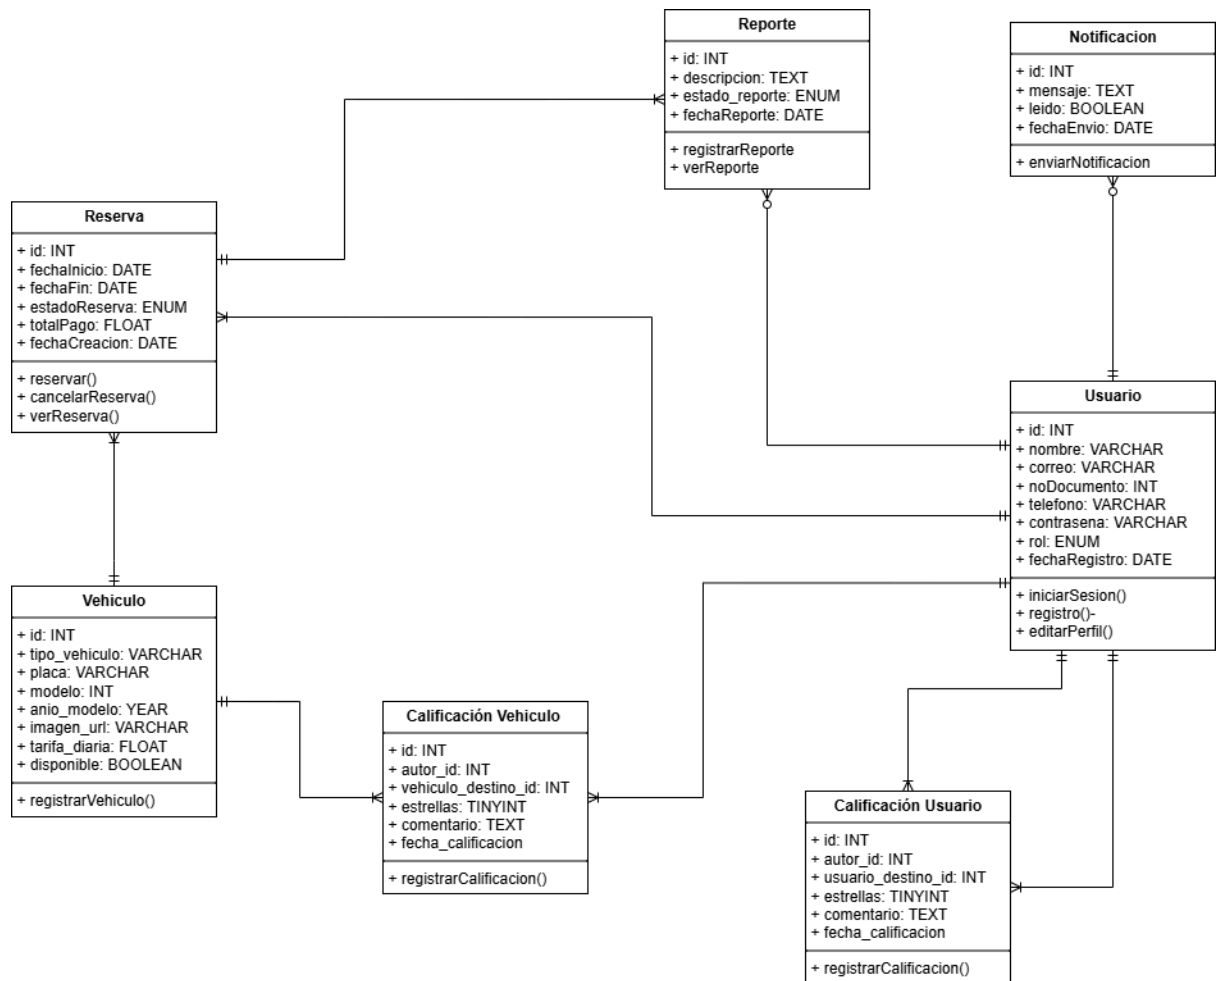 Reporte
+ id: INT
+ descripcion: TEXT
+ estado_reporte: ENUM
+ fechaReporte: DATE
+ registrarReporte
+ verReporte
Notificacion
+ id: INT
+ mensaje: TEXT
+ leido: BOOLEAN
+ fechaEnvio: DATE
+ enviarNotificacion
Reserva
+ id: INT
+ fechaInicio: DATE
+ fechaFin: DATE
+ estadoReserva: ENUM
+ totalPago: FLOAT
+ fechaCreacion: DATE
+ reservar()
+ cancelarReserva()
+ verReserva()
Usuario
+ id: INT
+ nombre: VARCHAR
+ correo: VARCHAR
+ noDocumento: INT
+ telefono: VARCHAR
+ contrasena: VARCHAR
+ rol: ENUM
+ fechaRegistro: DATE
+ iniciarSesion()
+ registro()-
+ editarPerfil()
Vehiculo
+ id: INT
+ tipo_vehiculo: VARCHAR
+ placa: VARCHAR
+ modelo: INT
+ anio_modelo: YEAR
+ imagen_url: VARCHAR
+ tarifa_diaria: FLOAT
+ disponible: BOOLEAN
+ registrarVehiculo()
Calificación Vehiculo
+ id: INT
+ autor_id: INT
+ vehiculo_destino_id: INT
+ estrellas: TINYINT
+ comentario: TEXT
+ fecha_calificacion
+ registrarCalificacion()
Calificación Usuario
+ id: INT
+ autor_id: INT
+ usuario_destino_id: INT
+ estrellas: TINYINT
+ comentario: TEXT
+ fecha_calificacion
+ registrarCalificacion()